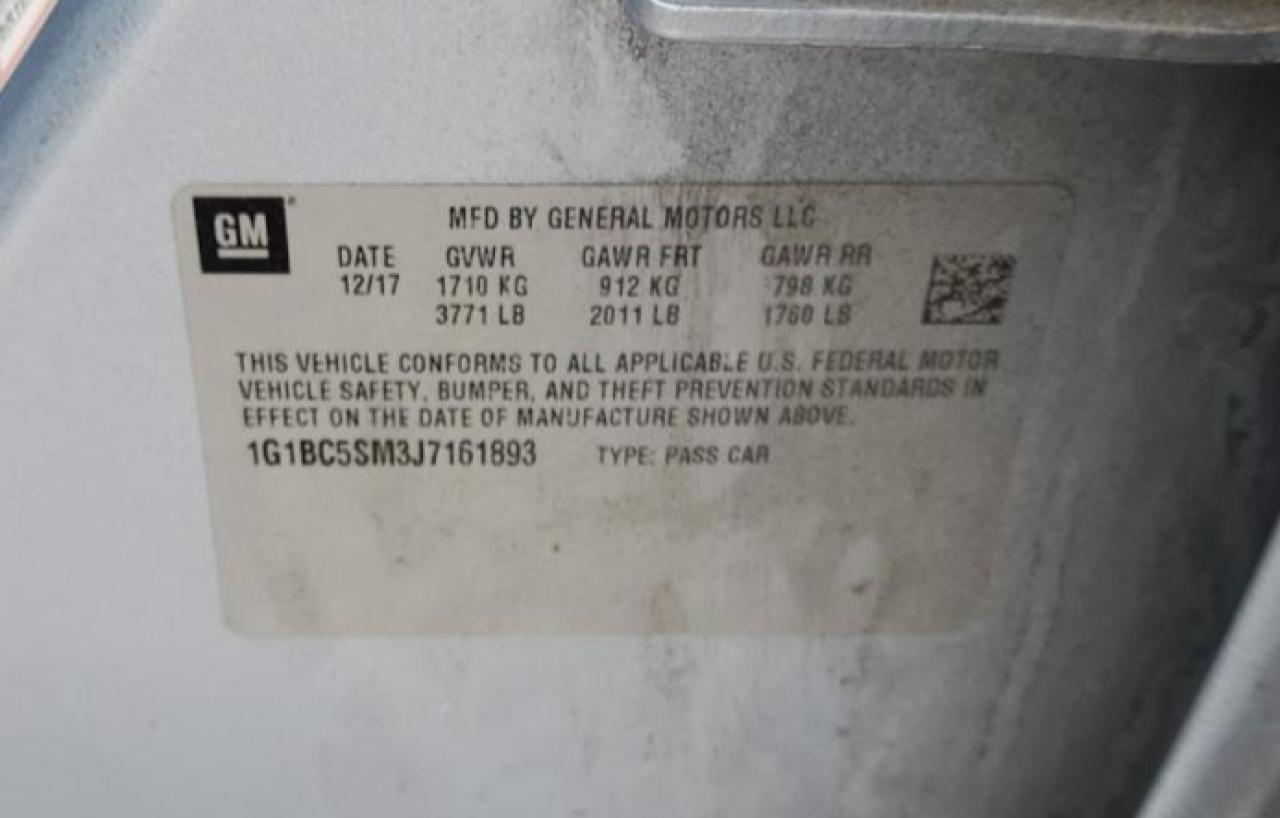 GM
MFD BY GENERAL MOTORS LLC
DATE GVWR GAWR FRT GAWR RR
12/17 1710 KG 912 KG 798 KG
3771 LB 2011 LB 1760 LB
THIS VEHICLE CONFORMS TO ALL APPLICABLE U.S. FEDERAL MOTOR
VEHICLE SAFETY, BUMPER, AND THEFT PREVENTION STANDARDS IN
EFFECT ON THE DATE OF MANUFACTURE SHOWN ABOVE.
1G1BC5SM3J7161893 TYPE: PASS CAR